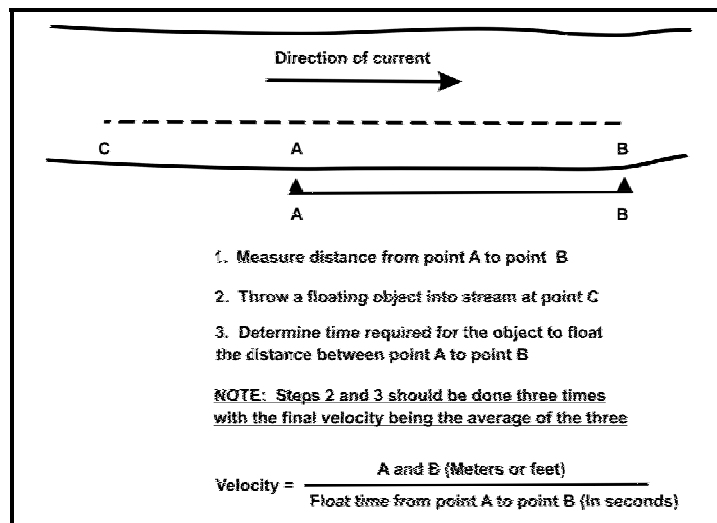 Direction of current
C A B
A B
1. Measure distance from point A to point B
2. Throw a floating object into stream at point C
3. Determine time required for the object to float
the distance between point A to point B
NOTE: Steps 2 and 3 should be done three times
with the final velocity being the average of the three
Velocity = A and B (Meters or feet)
Float time from point A to point B (In seconds)